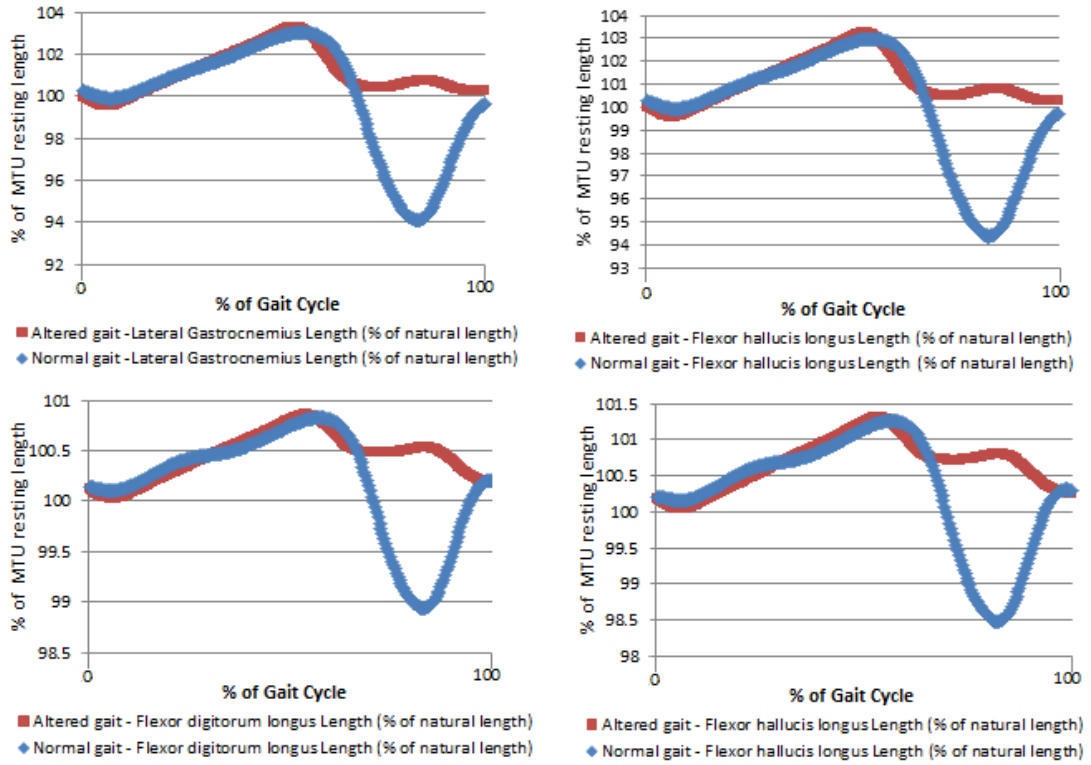 104
102
100
98
96
94
92
% of MTU resting length
0
100
% of Gait Cycle
Altered gait -Lateral Gastrocnemius Length (% of natural length)
Normal gait -Lateral Gastrocnemius Length (% of natural length)
104
103
102
101
100
99
98
97
96
95
94
93
% of MTU resting length
0
100
% of Gait Cycle
Altered gait - Flexor hallucis longus Length (% of natural length)
Normal gait - Flexor hallucis longus Length (% of natural length)
101
100.5
100
99.5
99
98.5
% of MTU resting length
0
100
% of Gait Cycle
Altered gait - Flexor digitorum longus Length (% of natural length)
Normal gait - Flexor digitorum longus Length (% of natural length)
101.5
101
100.5
100
99.5
99
98.5
98
% of MTU resting length
0
100
% of Gait Cycle
Altered gait - Flexor hallucis longus Length (% of natural length)
Normal gait - Flexor hallucis longus Length (% of natural length)